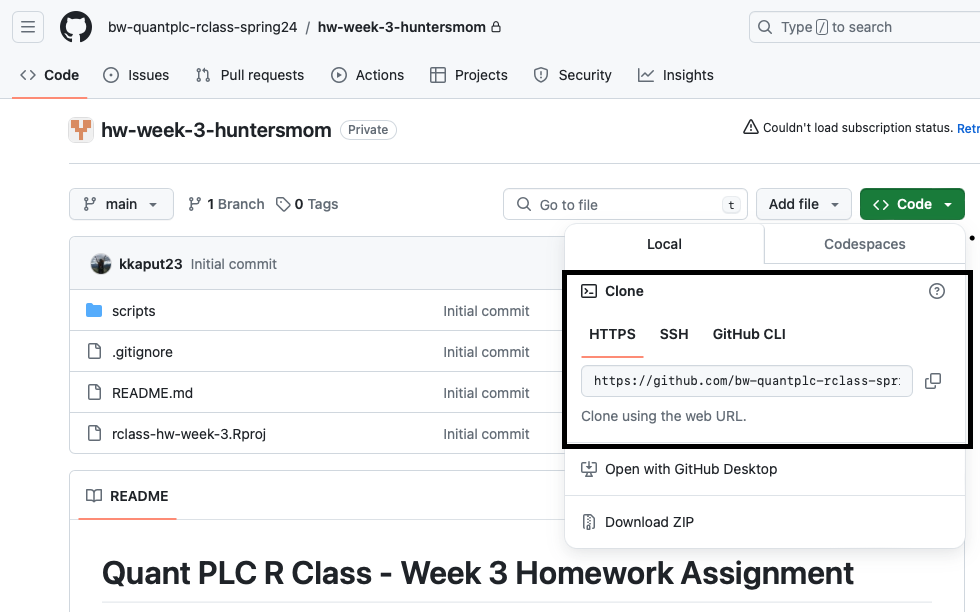 bw-quantplc-rclass-spring24 / hw-week-3-huntersmom
Type / to search
Code Issues Pull requests Actions Projects Security Insights
hw-week-3-huntersmom Private
Couldn't load subscription status. Retr
main 1 Branch 0 Tags
Go to file t
Add file
Code
Local Codespaces
kkaput23 Initial commit
scripts Initial commit
.gitignore Initial commit
README.md Initial commit
rclass-hw-week-3.Rproj Initial commit
Clone
HTTPS SSH GitHub CLI
https://github.com/bw-quantplc-rclass-spr
Clone using the web URL.
Open with GitHub Desktop
Download ZIP
README
Quant PLC R Class - Week 3 Homework Assignment